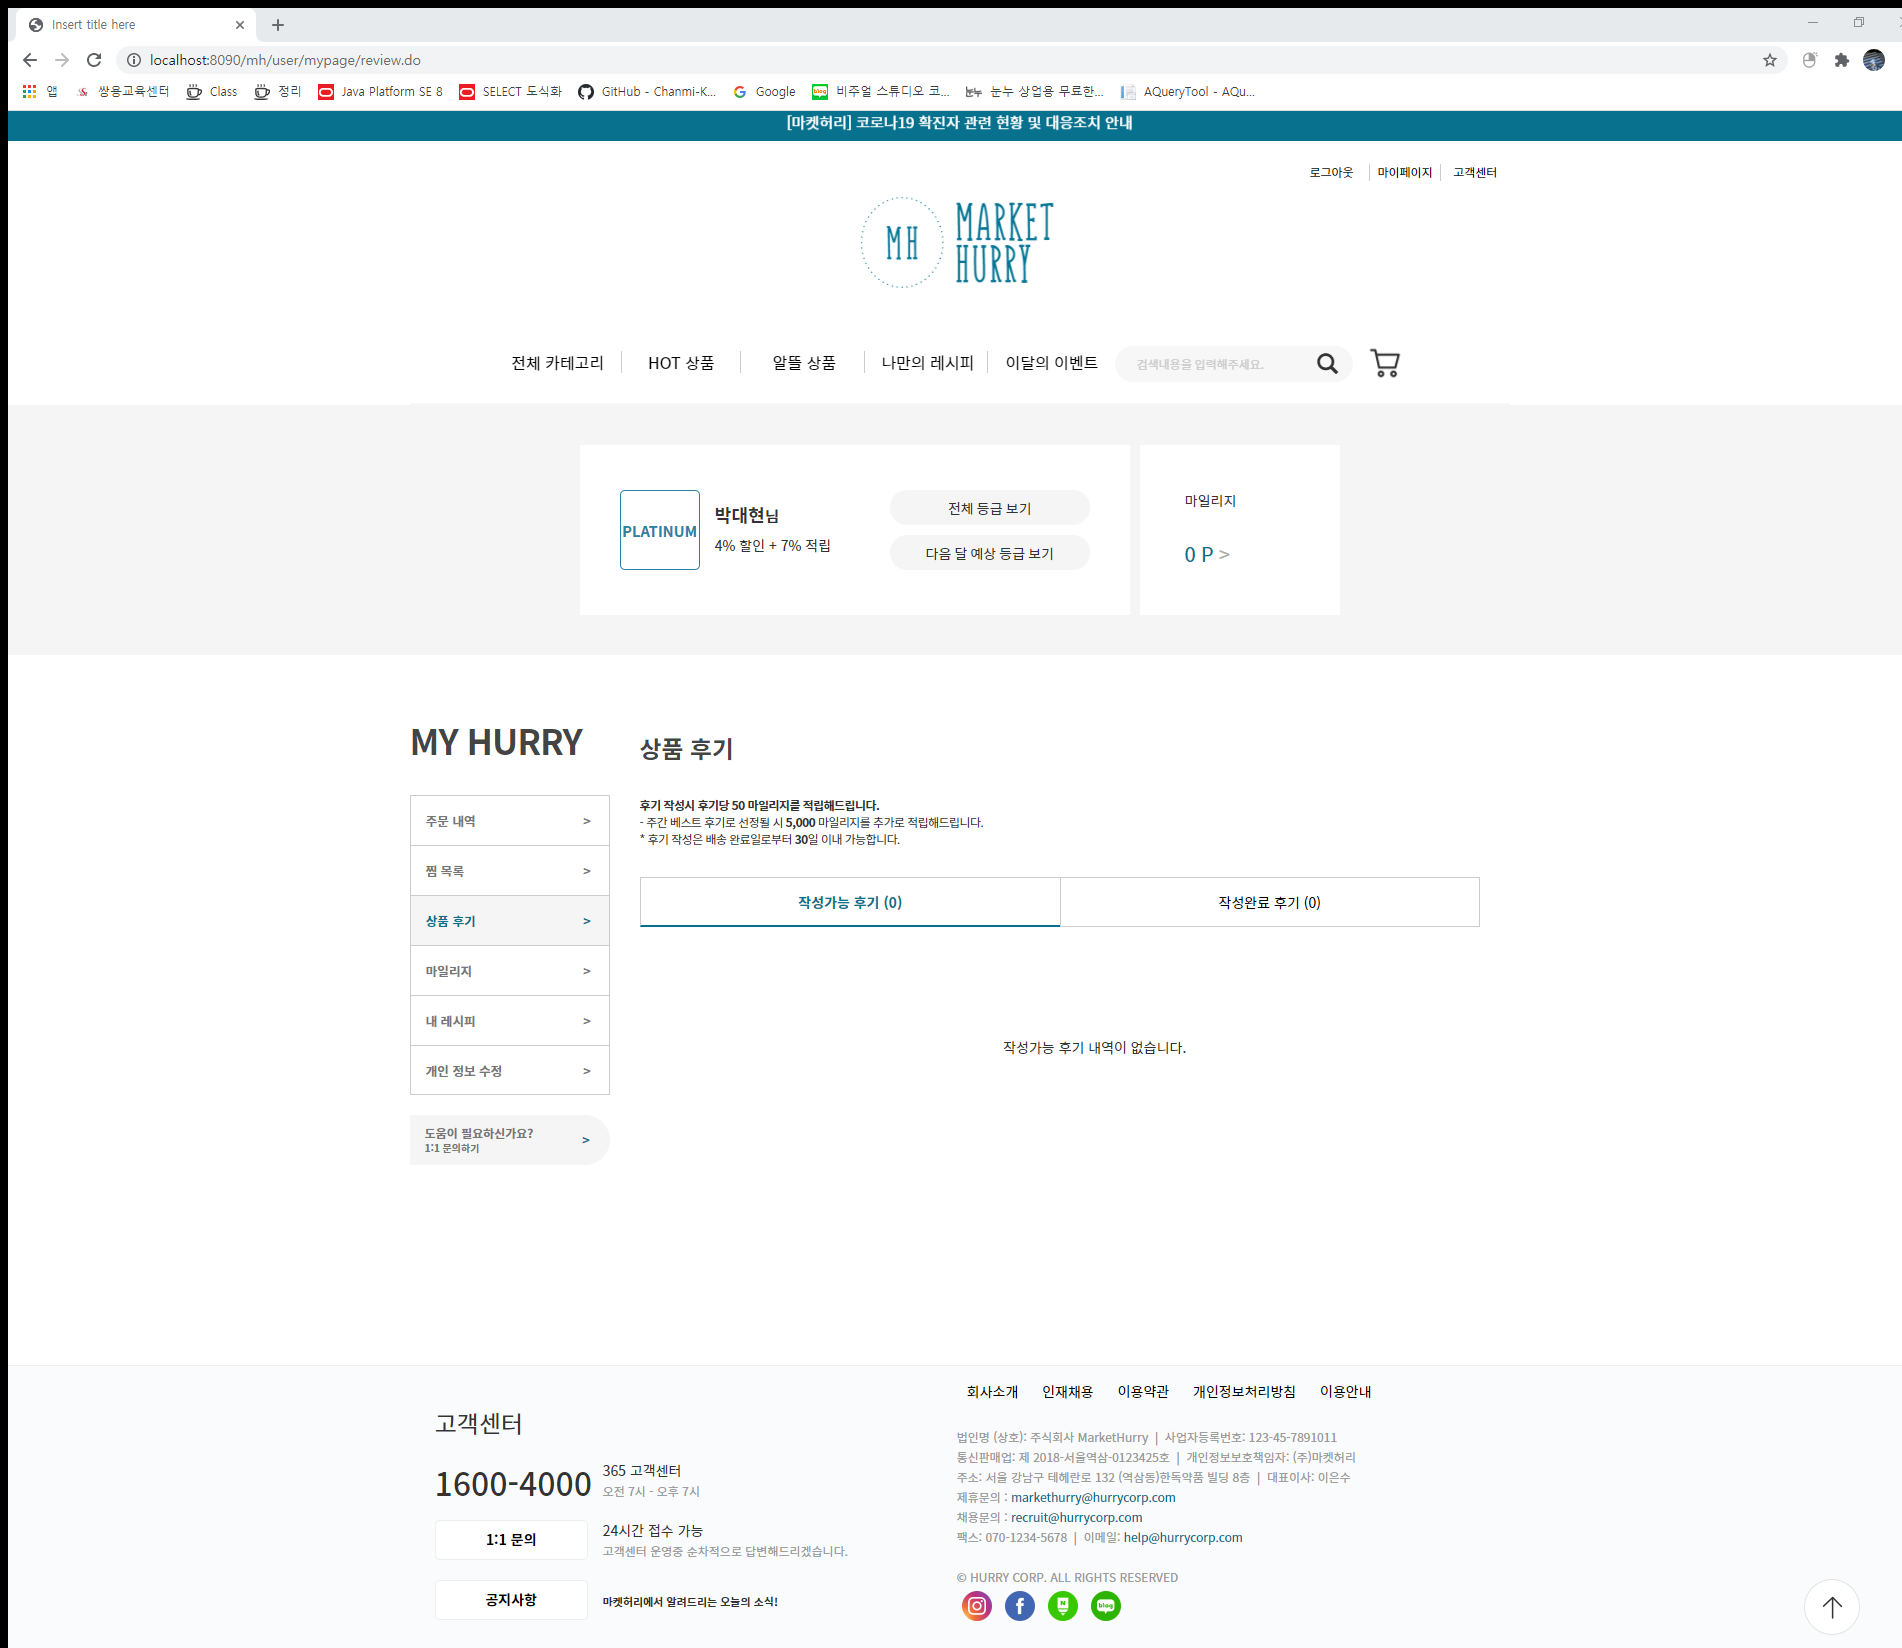 Insert title here
localhost:8090/mh/user/mypage/review.do
앱 쌍용교육센터 Class 정리 Java Platform SE 8 SELECT 도식화 GitHub - Chanmi-K... Google 비주얼 스튜디오 코... 눈누 상업용 무료한... AQueryTool - AQu...
[마켓허리] 코로나19 확진자 관련 현황 및 대응조치 안내
로그아웃 마이페이지 고객센터
MH MARKET HURRY
전체 카테고리 HOT 상품 알뜰 상품 나만의 레시피 이달의 이벤트 검색내용을 입력해주세요.
PLATINUM
박대현님
4% 할인 + 7% 적립
전체 등급 보기
다음 달 예상 등급 보기
마일리지
0 P >
MY HURRY
주문 내역 >
찜 목록 >
상품 후기 >
마일리지 >
내 레시피 >
개인 정보 수정 >
도움이 필요하신가요?
1:1 문의하기 >
상품 후기
후기 작성시 후기당 50 마일리지를 적립해드립니다.
- 주간 베스트 후기로 선정될 시 5,000 마일리지를 추가로 적립해드립니다.
* 후기 작성은 배송 완료일로부터 30일 이내 가능합니다.
작성가능 후기 (0) 작성완료 후기 (0)
작성가능 후기 내역이 없습니다.
고객센터
1600-4000
365 고객센터
오전 7시 - 오후 7시
1:1 문의
24시간 접수 가능
고객센터 운영중 순차적으로 답변해드리겠습니다.
공지사항
마켓허리에서 알려드리는 오늘의 소식!
회사소개 인재채용 이용약관 개인정보처리방침 이용안내
법인명 (상호): 주식회사 MarketHurry | 사업자등록번호: 123-45-7891011
통신판매업: 제 2018-서울역삼-0123425호 | 개인정보보호책임자: (주)마켓허리
주소: 서울 강남구 테헤란로 132 (역삼동)한독약품 빌딩 8층 | 대표이사: 이은수
제휴문의 : markethurry@hurrycorp.com
채용문의 : recruit@hurrycorp.com
팩스: 070-1234-5678 | 이메일: help@hurrycorp.com
© HURRY CORP. ALL RIGHTS RESERVED
blog